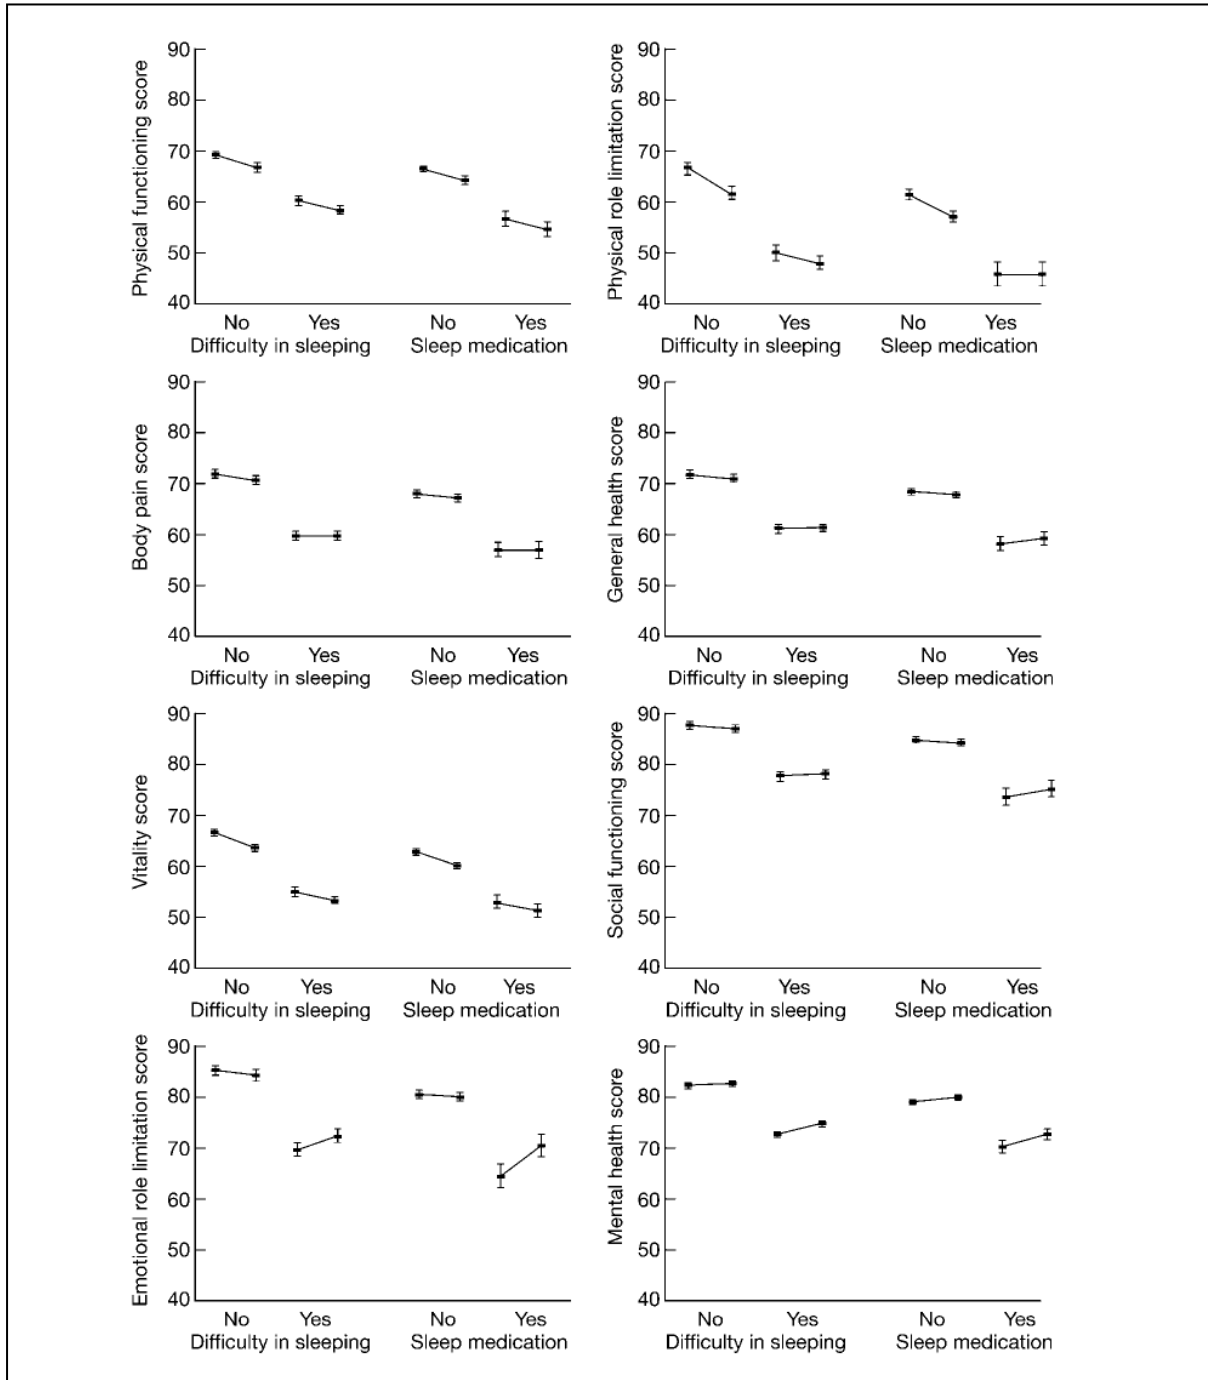 Physical functioning score
90
80
70
60
50
40
No Yes No Yes
Difficulty in sleeping Sleep medication
Physical role limitation score
90
80
70
60
50
40
No Yes No Yes
Difficulty in sleeping Sleep medication
Body pain score
90
80
70
60
50
40
No Yes No Yes
Difficulty in sleeping Sleep medication
General health score
90
80
70
60
50
40
No Yes No Yes
Difficulty in sleeping Sleep medication
Vitality score
90
80
70
60
50
40
No Yes No Yes
Difficulty in sleeping Sleep medication
Social functioning score
90
80
70
60
50
40
No Yes No Yes
Difficulty in sleeping Sleep medication
Emotional role limitation score
90
80
70
60
50
40
No Yes No Yes
Difficulty in sleeping Sleep medication
Mental health score
90
80
70
60
50
40
No Yes No Yes
Difficulty in sleeping Sleep medication